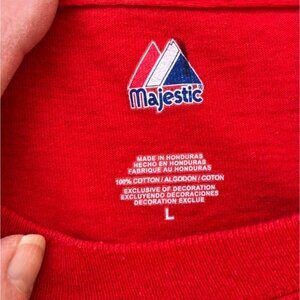 Majestic®
MADE IN HONDURAS
HECHO EN HONDURAS
FABRIQUE AU HONDURAS
100% COTTON / ALGODON / COTON
EXCLUSIVE OF DECORATION
EXCLUYENDO DECORACIONES
DECORATION EXCLUE
L